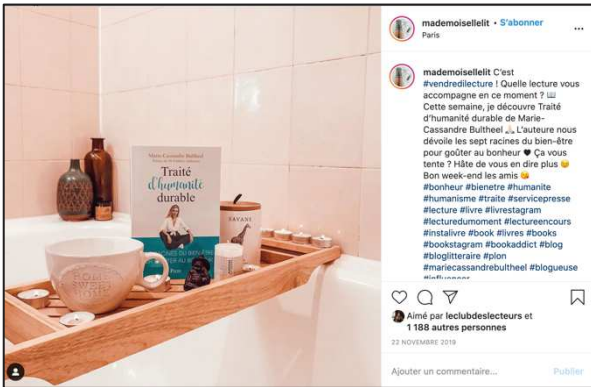 mademoisellelit • S'abonner
Paris
mademoisellelit C'est
#vendredilecture ! Quelle lecture vous
accompagne en ce moment ? 📖
Cette semaine, je découvre Traité
d'humanité durable de Marie-
Cassandre Bultheel 🙏🏻 L'auteure nous
dévoile les sept racines du bien-être
pour goûter au bonheur 🖤 Ça vous
tente ? Hâte de vous en dire plus 😉
Bon week-end les amis 😘
#bonheur #bienetre #humanite
#humanisme #traite #servicepresse
#lecture #livre #livrestagram
#lecturedumoment #lectureencours
#instalivre #book #livres #books
#bookstagram #bookaddict #blog
#bloglitteraire #plon
#mariecassandrebultheel #blogueuse
#influencer
Aimé par leclubdeslecteurs et
1 188 autres personnes
22 NOVEMBRE 2019
Ajouter un commentaire...
Publier
Marie-Cassandre Bultheel
Traité
d'humanité
durable
Plon
SAVANE